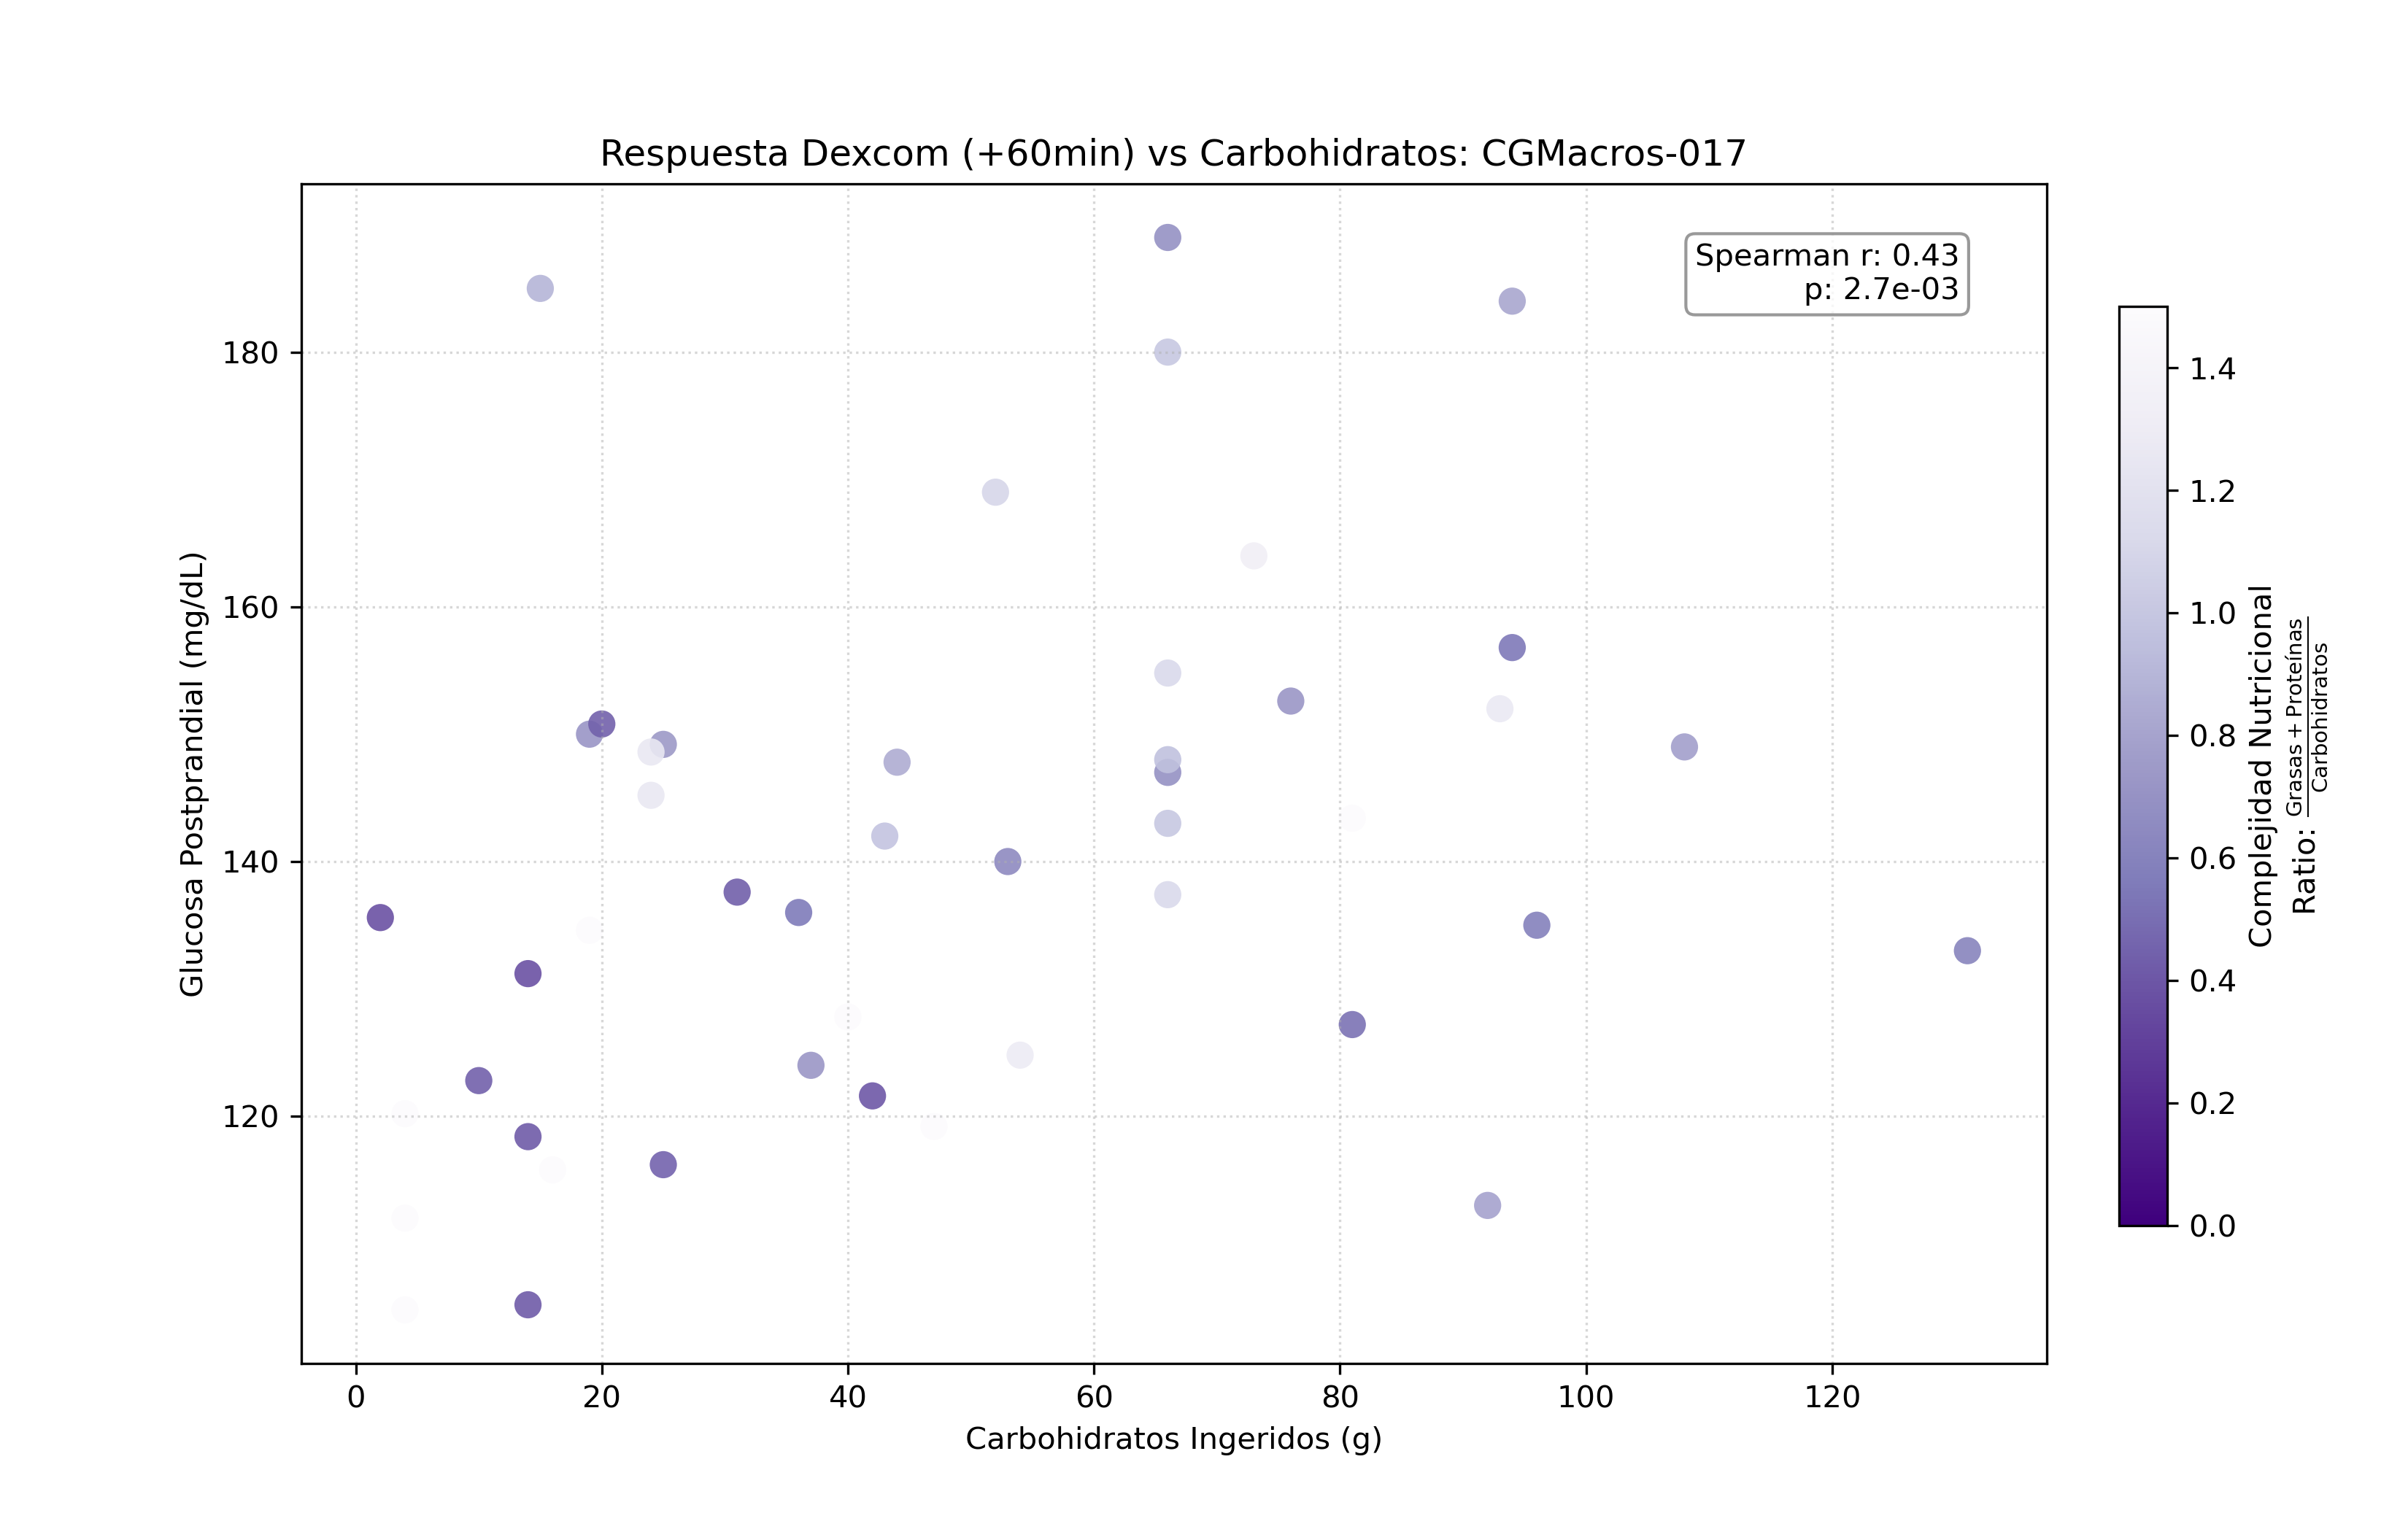 Respuesta Dexcom (+60min) vs Carbohidratos: CGMacros-017
Spearman r: 0.43
p: 2.7e-03
Glucosa Postprandial (mg/dL)
180
160
140
120
0
20
40
60
80
100
120
Carbohidratos Ingeridos (g)
1.4
1.2
1.0
0.8
0.6
0.4
0.2
0.0
Complejidad Nutricional
Ratio: Grasas + Proteínas
Carbohidratos